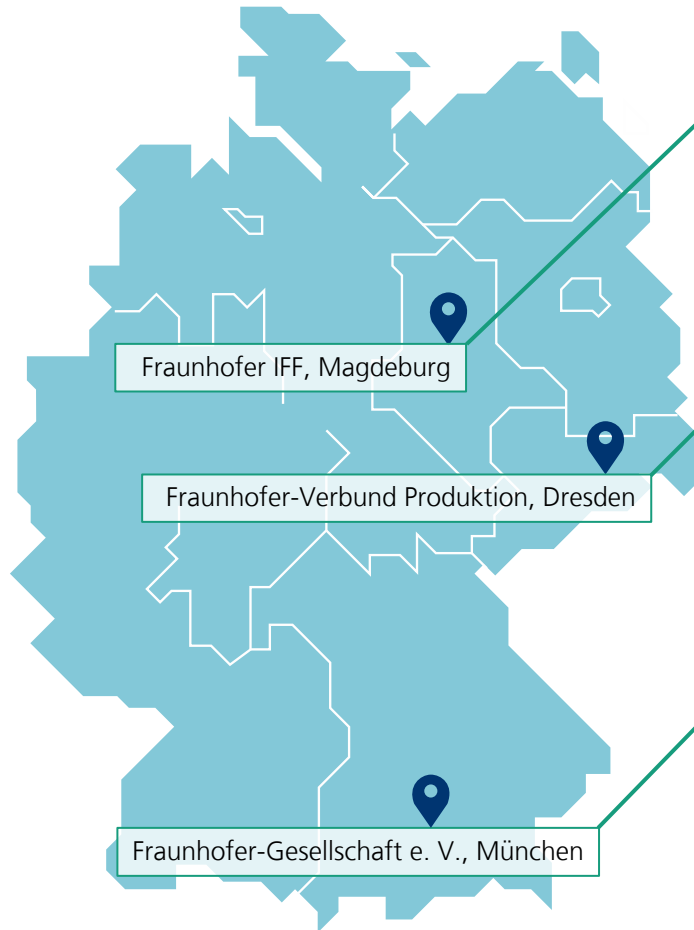 Fraunhofer IFF, Magdeburg
Fraunhofer-Verbund Produktion, Dresden
Fraunhofer-Gesellschaft e. V., München